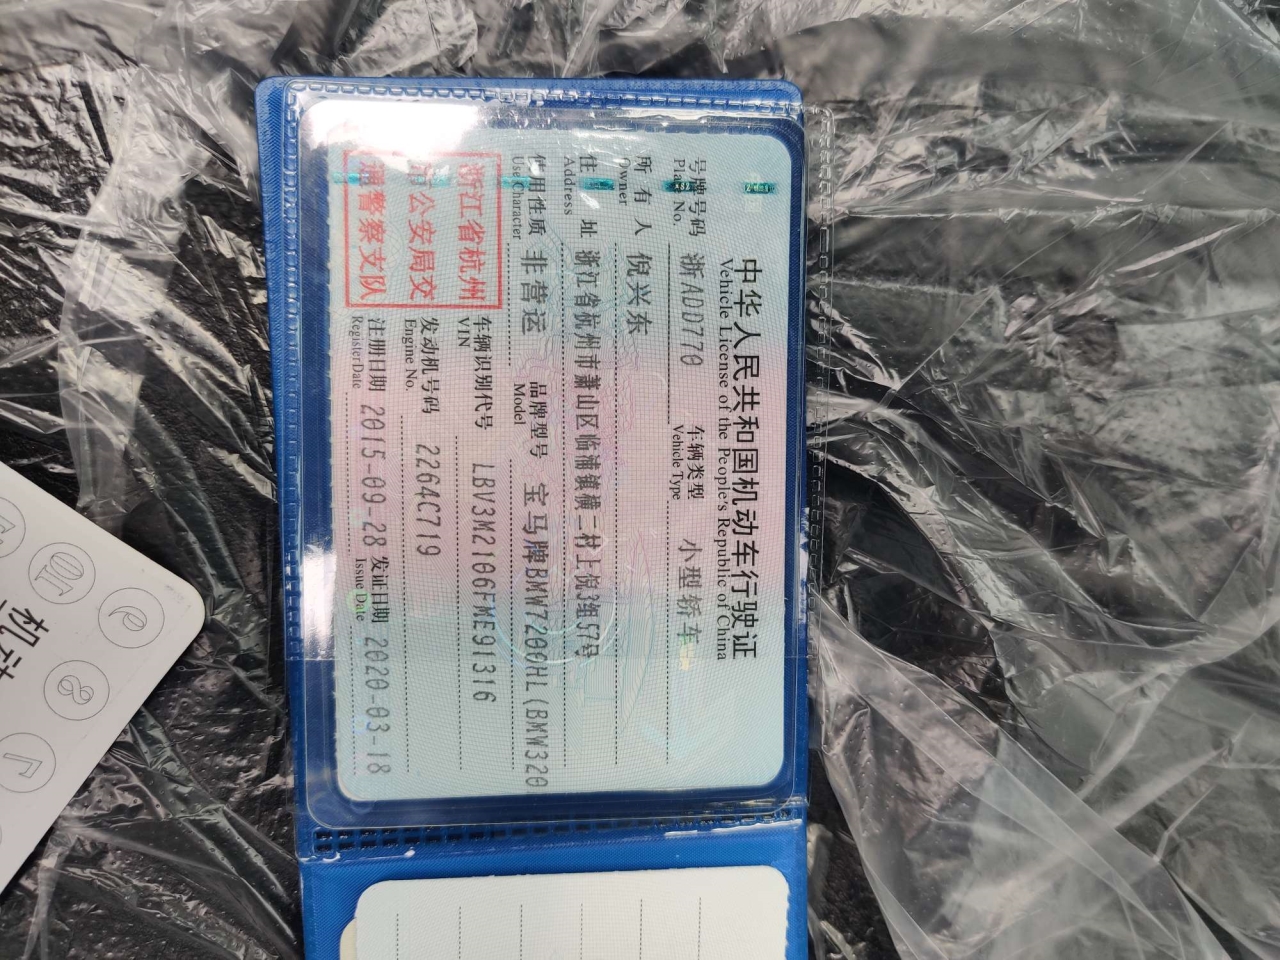 中华人民共和国机动车行驶证
Vehicle License of the People's Republic of China
号牌号码 浙ADD770 车辆类型 小型轿车
Plate No. Vehicle Type
所有人 倪兴东
Owner
住址 浙江省杭州市萧山区临浦镇横二村上倪3组57号
Address
使用性质 非营运 品牌型号 宝马牌BMW7200HL(BMW320
Use Character Model
浙江省杭州
市公安局交
通警察支队
车辆识别代号 LBV3M2106FME91316
VIN
发动机号码 2264C719
Engine No.
注册日期 2015-09-28 发证日期 2020-03-18
Register Date Issue Date
机动